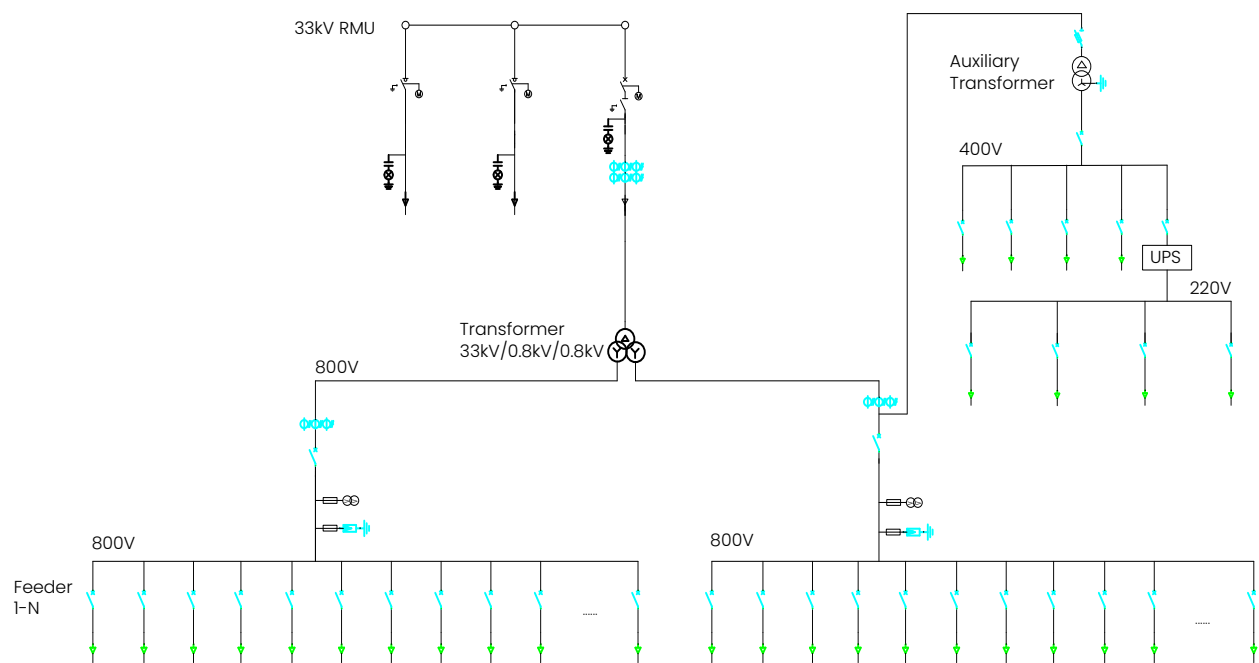 33kV RMU
Auxiliary
Transformer
400V
UPS
220V
Transformer
33kV/0.8kV/0.8kV
800V
800V
800V
Feeder
1-N
......
......